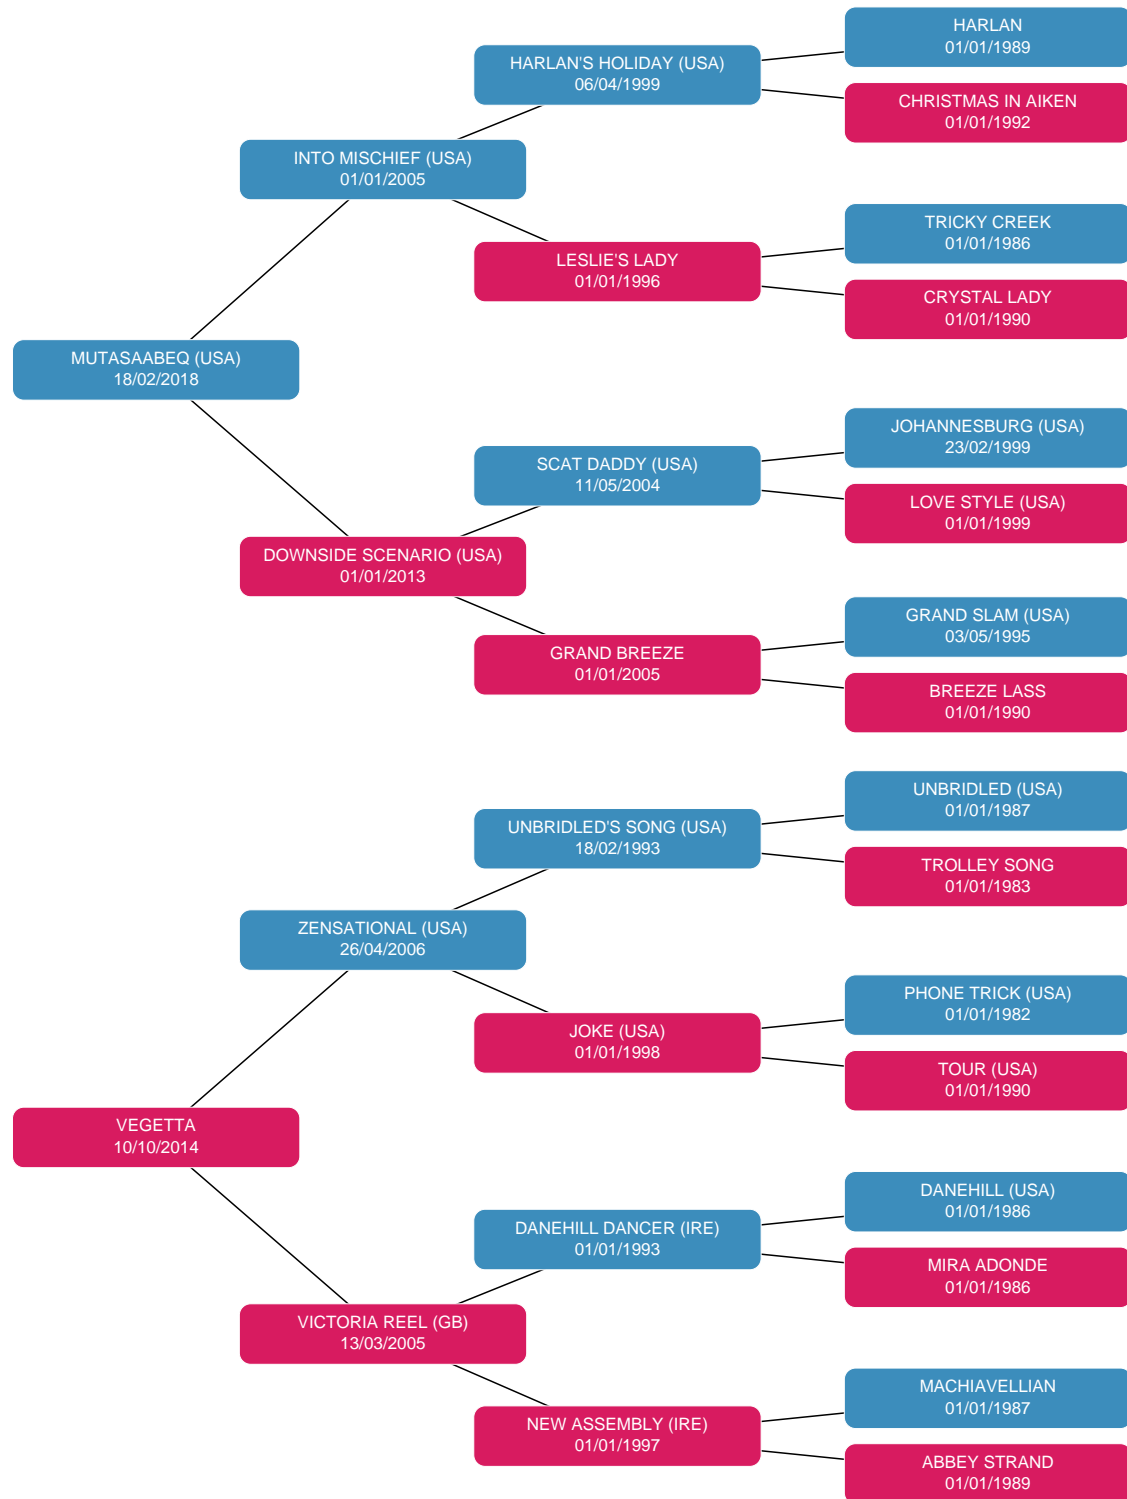 HARLAN
01/01/1989
HARLAN'S HOLIDAY (USA)
06/04/1999
CHRISTMAS IN AIKEN
01/01/1992
INTO MISCHIEF (USA)
01/01/2005
TRICKY CREEK
01/01/1986
LESLIE'S LADY
01/01/1996
CRYSTAL LADY
01/01/1990
MUTASAABEQ (USA)
18/02/2018
JOHANNESBURG (USA)
23/02/1999
SCAT DADDY (USA)
11/05/2004
LOVE STYLE (USA)
01/01/1999
DOWNSIDE SCENARIO (USA)
01/01/2013
GRAND SLAM (USA)
03/05/1995
GRAND BREEZE
01/01/2005
BREEZE LASS
01/01/1990
UNBRIDLED (USA)
01/01/1987
UNBRIDLED'S SONG (USA)
18/02/1993
TROLLEY SONG
01/01/1983
ZENSATIONAL (USA)
26/04/2006
PHONE TRICK (USA)
01/01/1982
JOKE (USA)
01/01/1998
TOUR (USA)
01/01/1990
VEGETTA
10/10/2014
DANEHILL (USA)
01/01/1986
DANEHILL DANCER (IRE)
01/01/1993
MIRA ADONDE
01/01/1986
VICTORIA REEL (GB)
13/03/2005
MACHIAVELLIAN
01/01/1987
NEW ASSEMBLY (IRE)
01/01/1997
ABBEY STRAND
01/01/1989